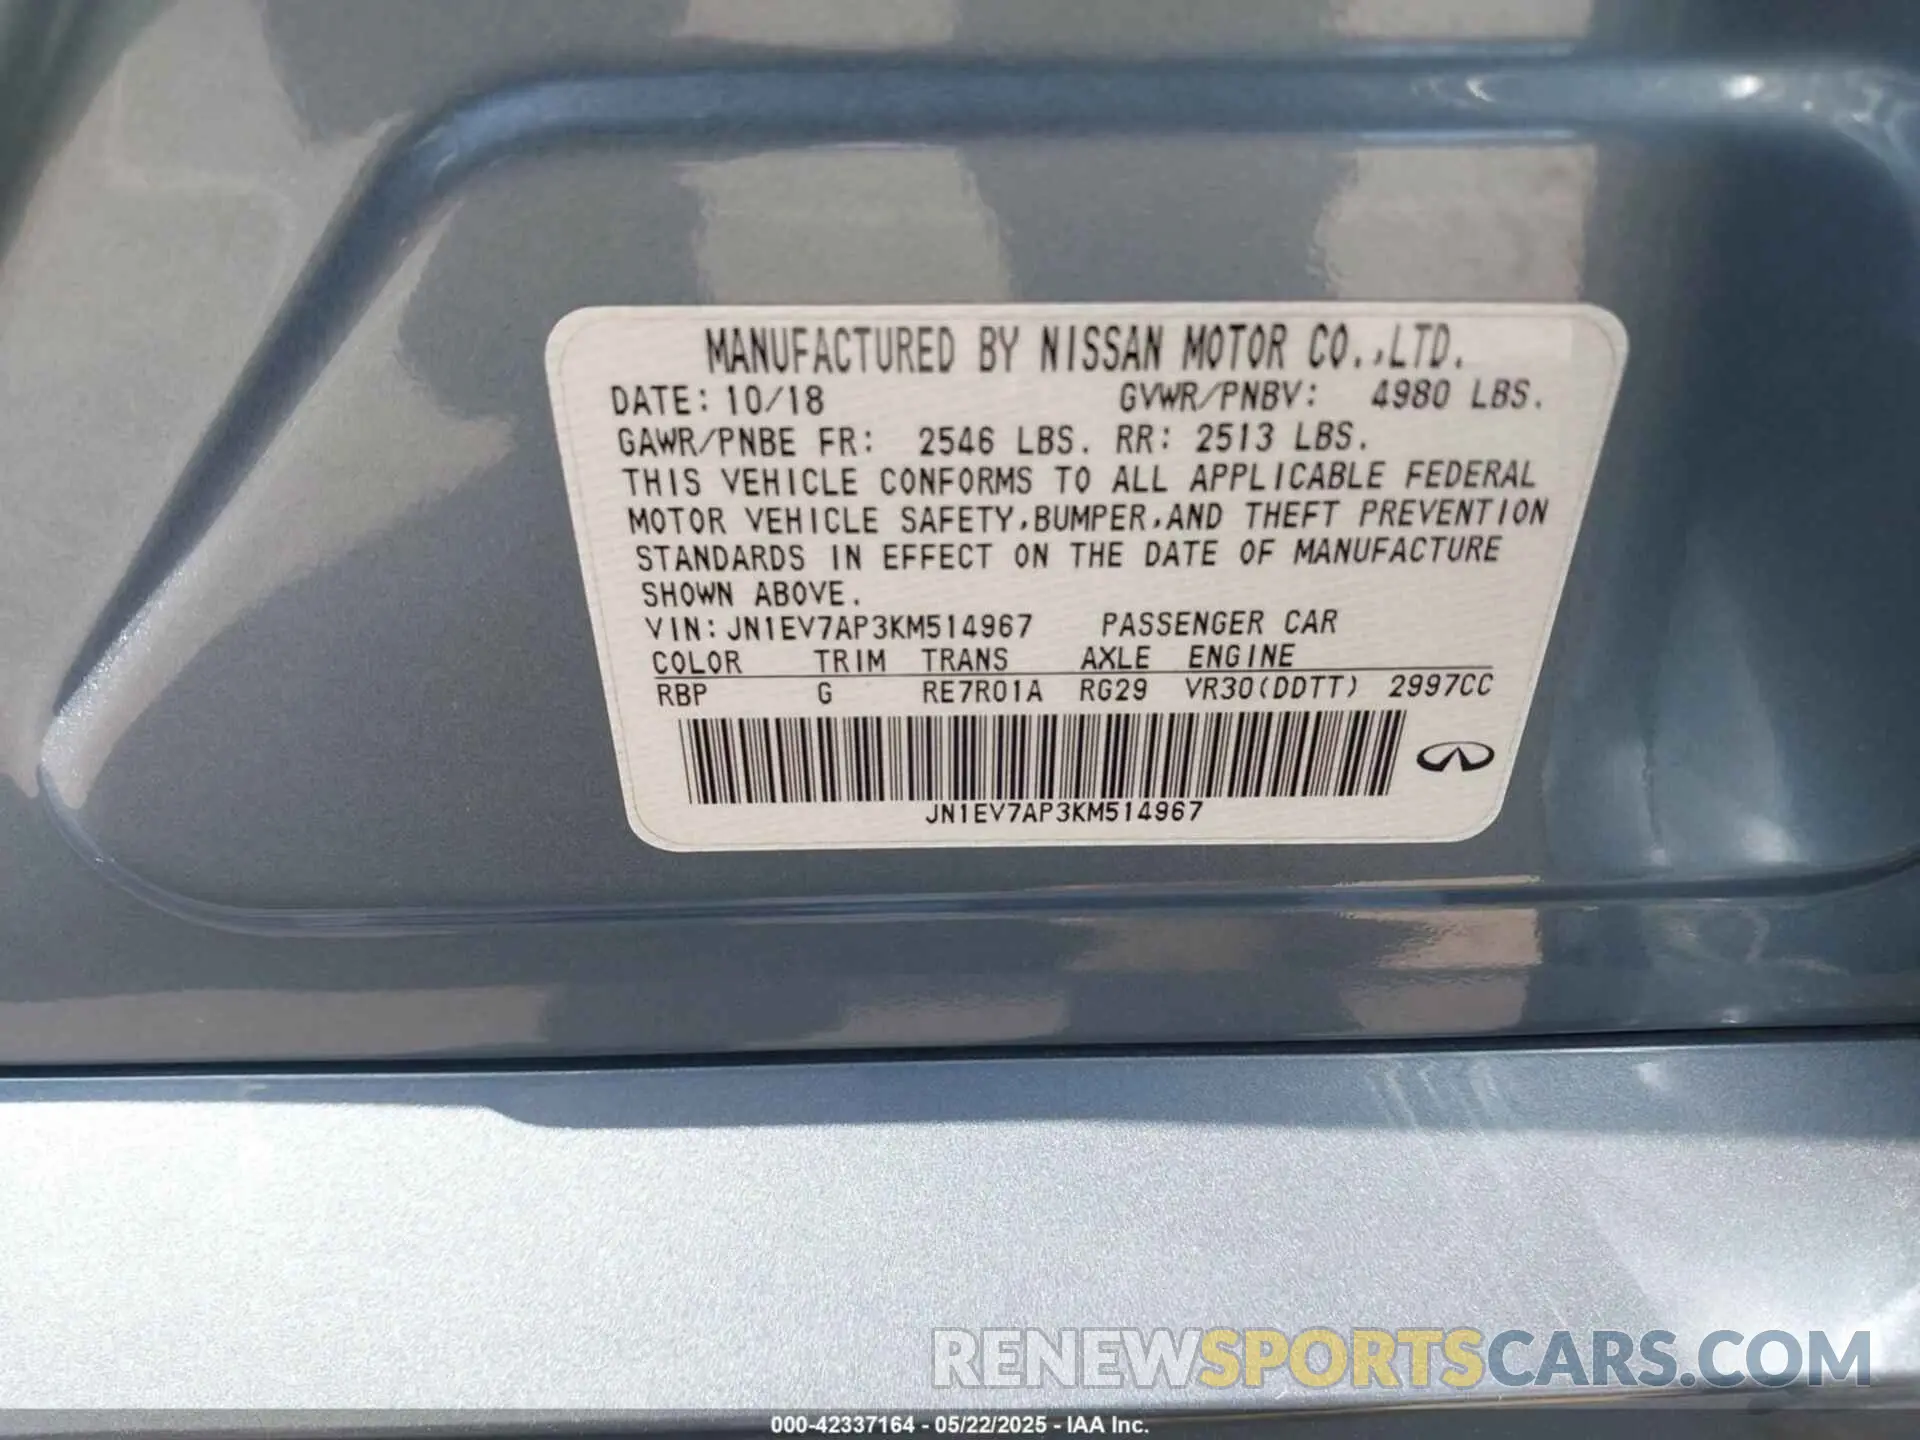 MANUFACTURED BY NISSAN MOTOR CO.,LTD.
DATE: 10/18 GVWR/PNBV: 4980 LBS.
GAWR/PNBE FR: 2546 LBS. RR: 2513 LBS.
THIS VEHICLE CONFORMS TO ALL APPLICABLE FEDERAL
MOTOR VEHICLE SAFETY,BUMPER,AND THEFT PREVENTION
STANDARDS IN EFFECT ON THE DATE OF MANUFACTURE
SHOWN ABOVE.
VIN: JN1EV7AP3KM514967 PASSENGER CAR
COLOR TRIM TRANS AXLE ENGINE
RBP G RE7R01A RG29 VR30(DDTT) 2997CC
JN1EV7AP3KM514967
RENEWSPORTSCARS.COM
000-42337164 - 05/22/2025 - IAA Inc.